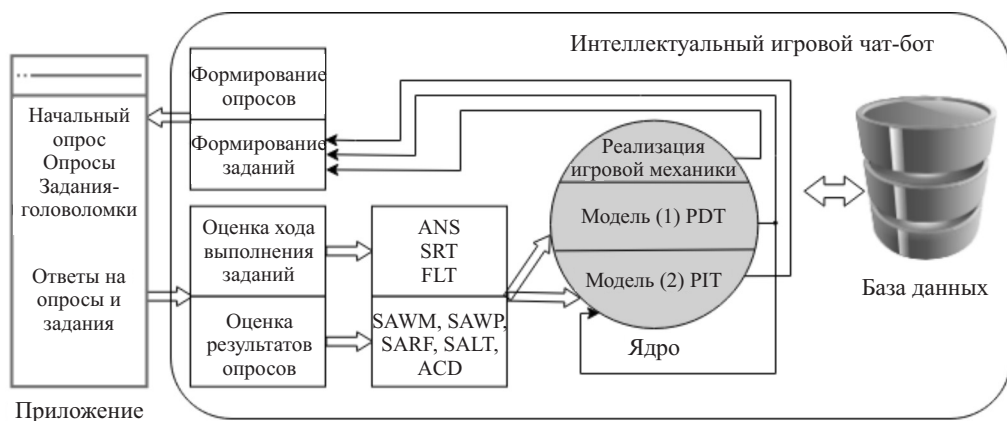 Интеллектуальный игровой чат-бот
Начальный
опрос
Опросы
Задания-
головоломки
Ответы на
опросы и
задания
Приложение
Формирование
опросов
Формирование
заданий
Оценка хода
выполнения
заданий
Оценка
результатов
опросов
ANS
SRT
FLT
SAWM, SAWP,
SARF, SALT,
ACD
Реализация
игровой механики
Модель (1) PDT
Модель (2) PIT
Ядро
База данных